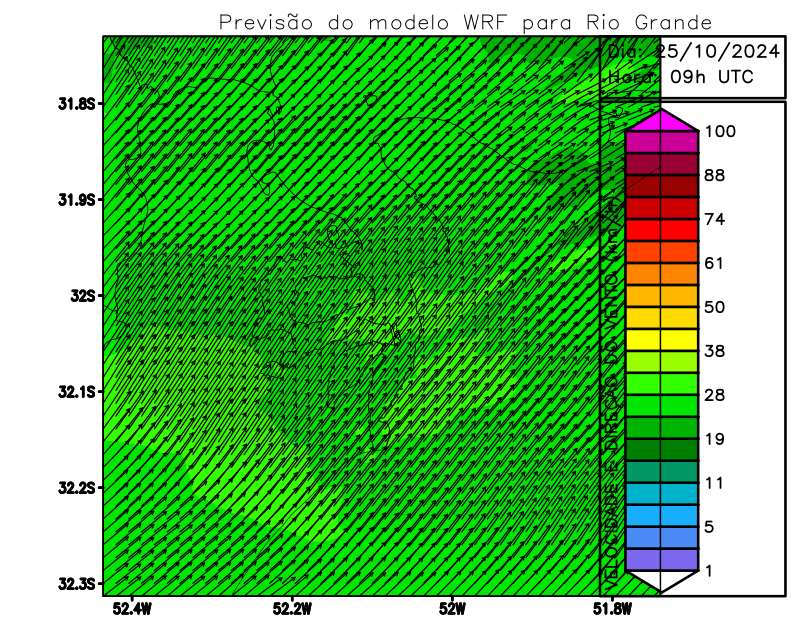 Previsão do modelo WRF para Rio Grande
Dia: 25/10/2024
Hora: 09h UTC
31.8S
31.9S
32S
32.1S
32.2S
32.3S
52.4W
52.2W
52W
51.8W
VELOCIDADE E DIREÇÃO DO VENTO (km/h)
100
88
74
61
50
38
28
19
11
5
1